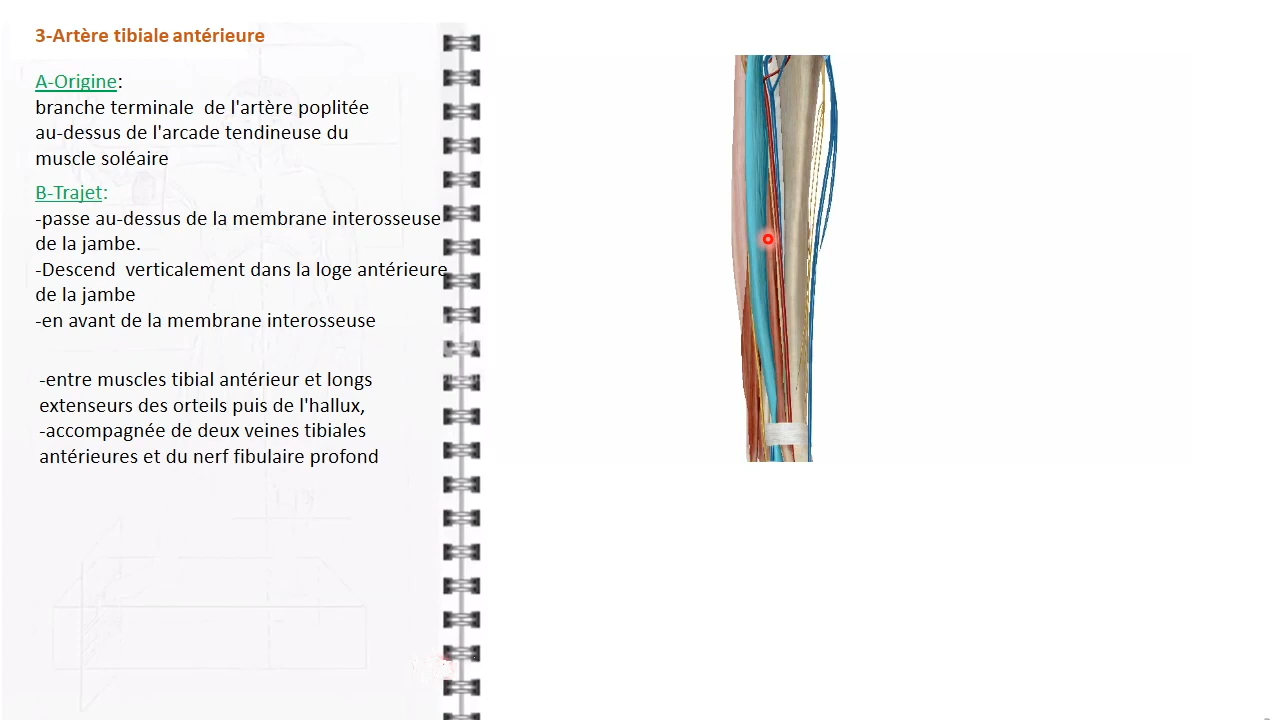 3-Artère tibiale antérieure
A-Origine:
branche terminale de l'artère poplitée
au-dessus de l'arcade tendineuse du
muscle soléaire
B-Trajet:
-passe au-dessus de la membrane interosseuse
de la jambe.
-Descend verticalement dans la loge antérieure
de la jambe
-en avant de la membrane interosseuse
-entre muscles tibial antérieur et longs
extenseurs des orteils puis de l'hallux,
-accompagnée de deux veines tibiales
antérieures et du nerf fibulaire profond